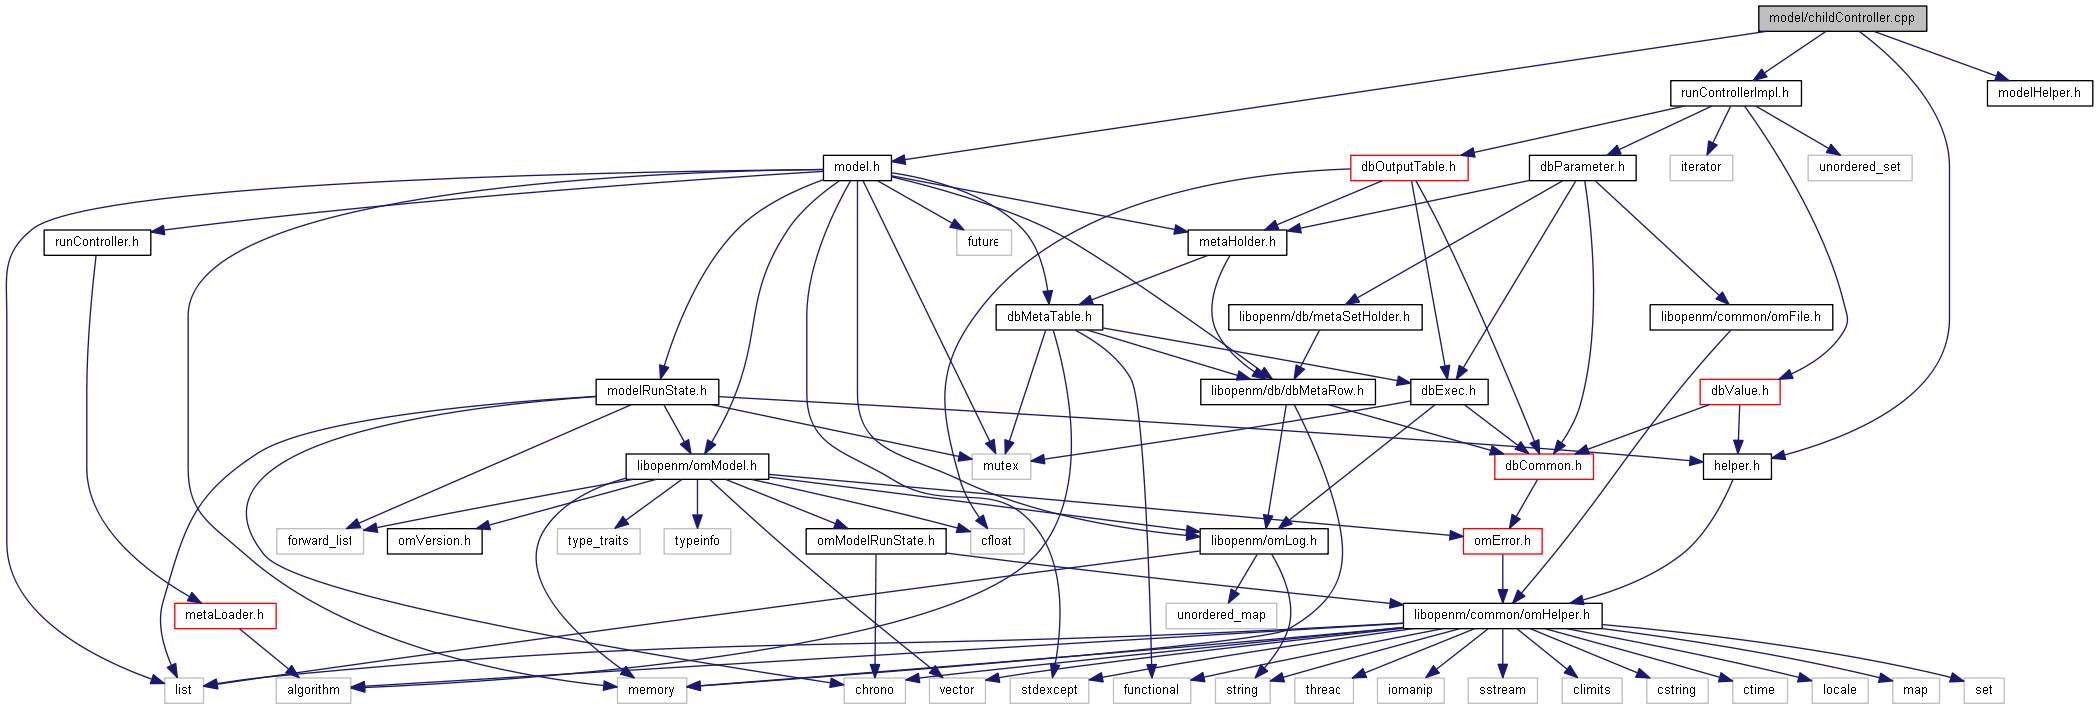 model/childController.cpp
runControllerImpl.h
modelHelper.h
model.h
dbOutputTable.h
dbParameter.h
iterator
unordered_set
runController.h
future
metaHolder.h
dbMetaTable.h
libopenm/db/metaSetHolder.h
libopenm/common/omFile.h
modelRunState.h
libopenm/db/dbMetaRow.h
dbExec.h
dbValue.h
libopenm/omModel.h
mutex
dbCommon.h
helper.h
forward_list
omVersion.h
type_traits
typeinfo
omModelRunState.h
cfloat
libopenm/omLog.h
omError.h
metaLoader.h
unordered_map
libopenm/common/omHelper.h
list
algorithm
memory
chrono
vector
stdexcept
functional
string
thread
iomanip
sstream
climits
cstring
ctime
locale
map
set